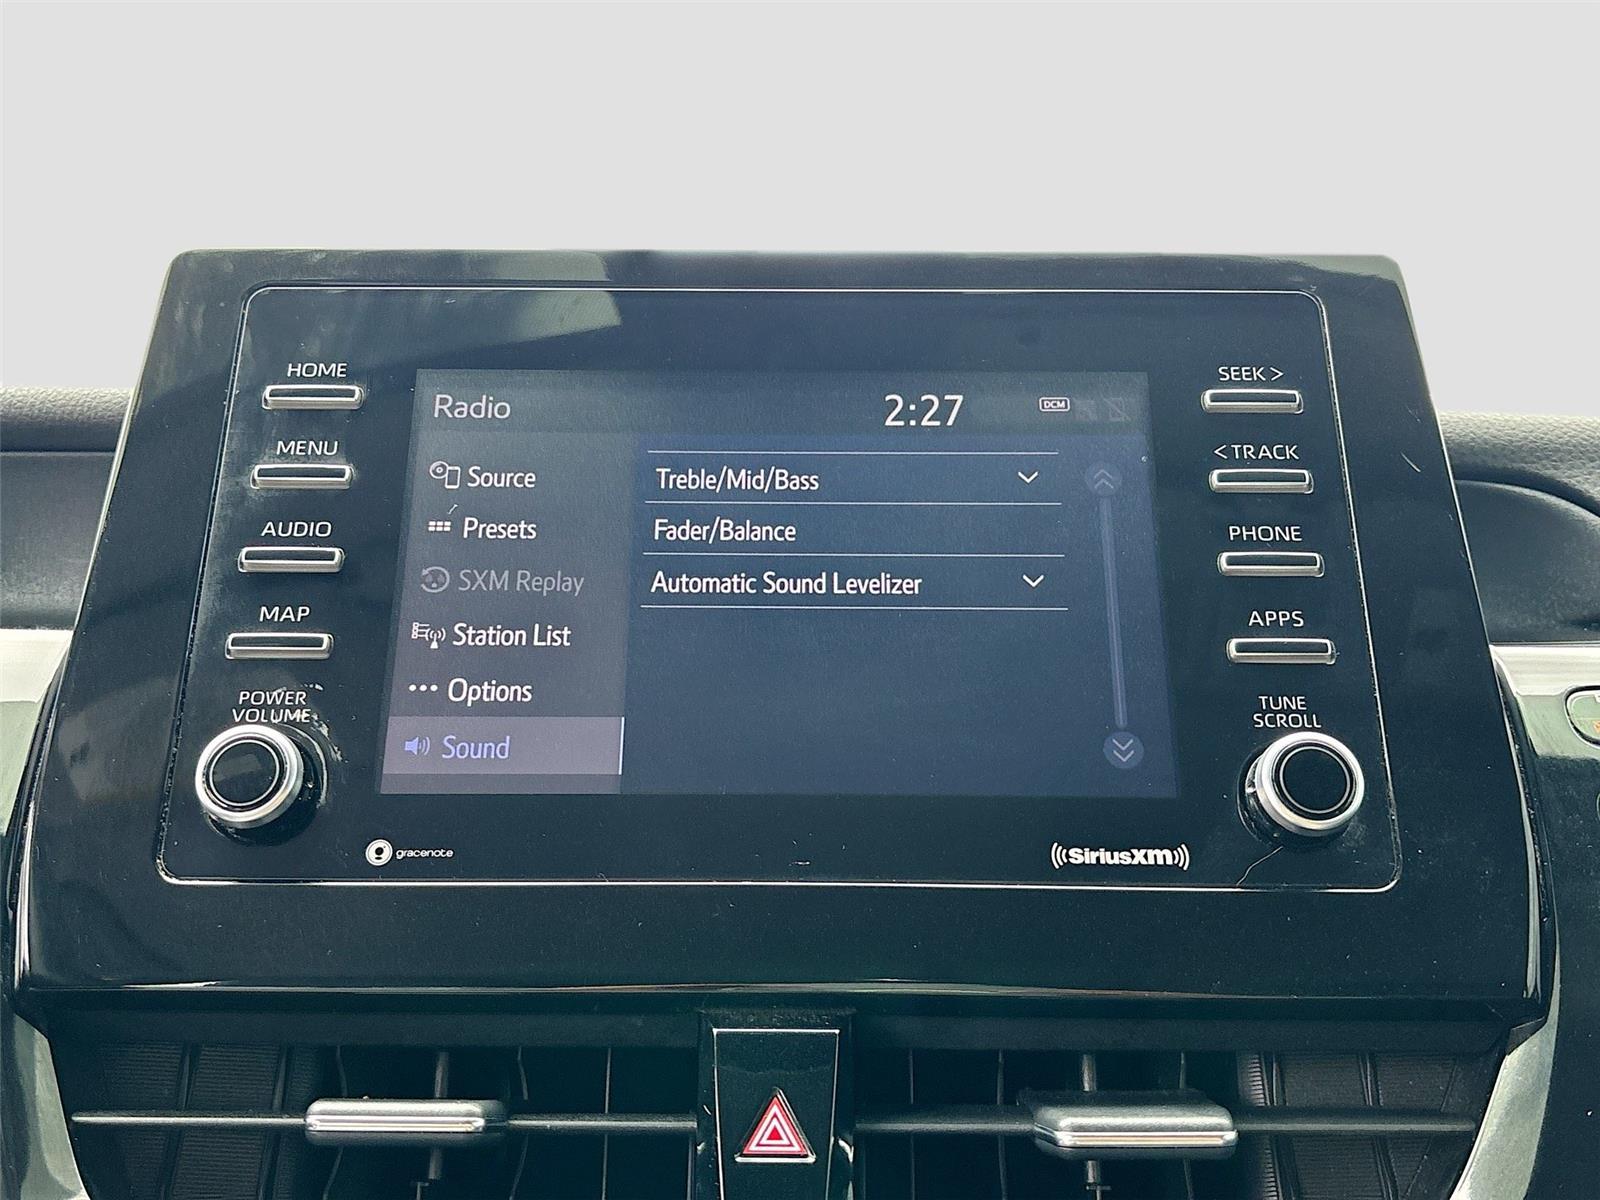 HOME
MENU
AUDIO
MAP
POWER
VOLUME
Radio
2:27
DCM
Source
Presets
SXM Replay
Station List
Options
Sound
Treble/Mid/Bass
Fader/Balance
Automatic Sound Levelizer
SEEK >
< TRACK
PHONE
APPS
TUNE
SCROLL
gracenote
((SiriusXM))